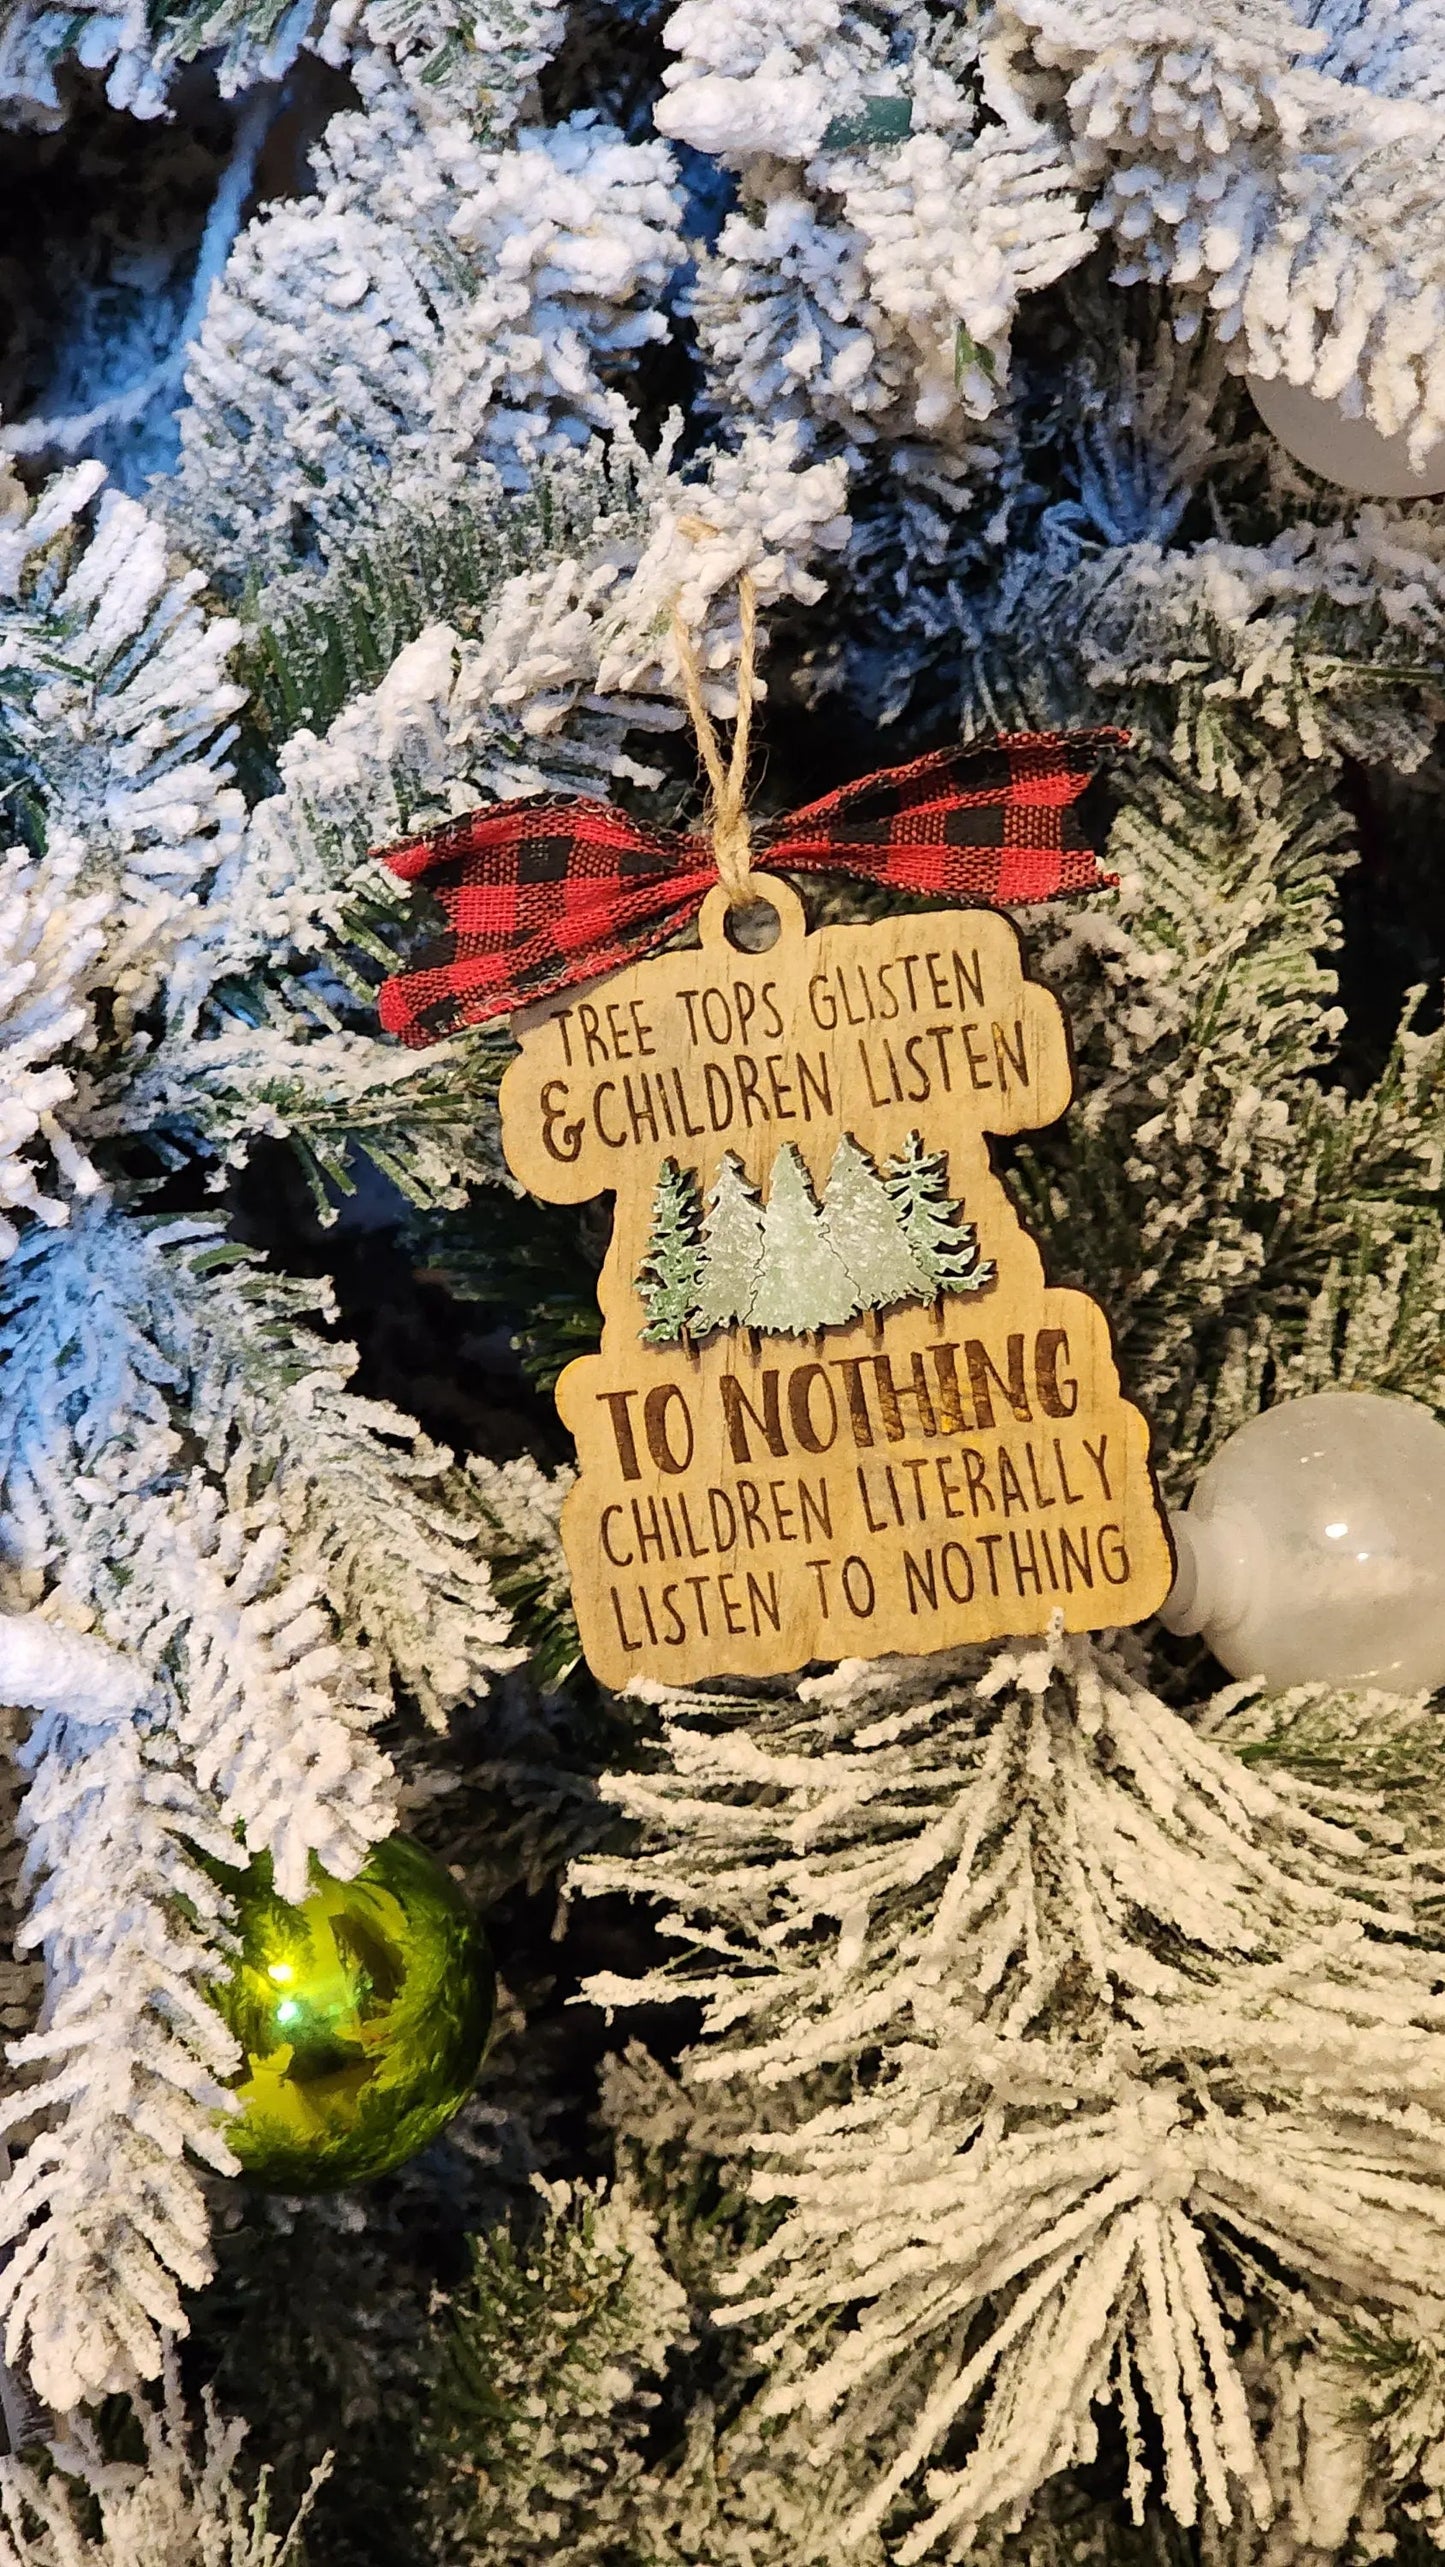 TREE TOPS GLISTEN
& CHILDREN LISTEN
TO NOTHING
CHILDREN LITERALLY
LISTEN TO NOTHING